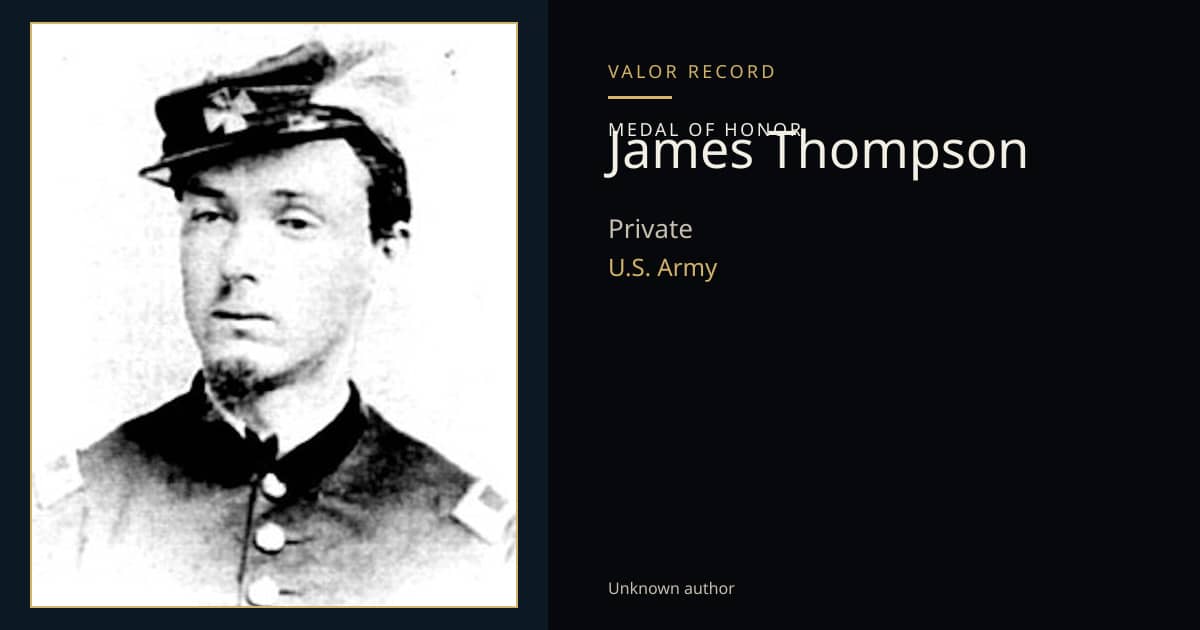 VALOR RECORD
MEDAL OF HONOR
James Thompson
Private
U.S. Army
Unknown author